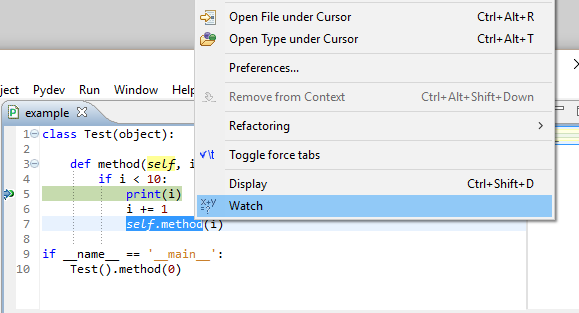 Open File under Cursor Ctrl+Alt+R
Open Type under Cursor Ctrl+Alt+T
Preferences...
Remove from Context Ctrl+Alt+Shift+Down
Refactoring
Toggle force tabs
Display Ctrl+Shift+D
Watch
ject Pydev Run Window Help
example
1 class Test(object):
2
3 def method(self, i
4 if i < 10:
5 print(i)
6 i += 1
7 self.method(i)
8
9 if __name__ == '__main__':
10 Test().method(0)